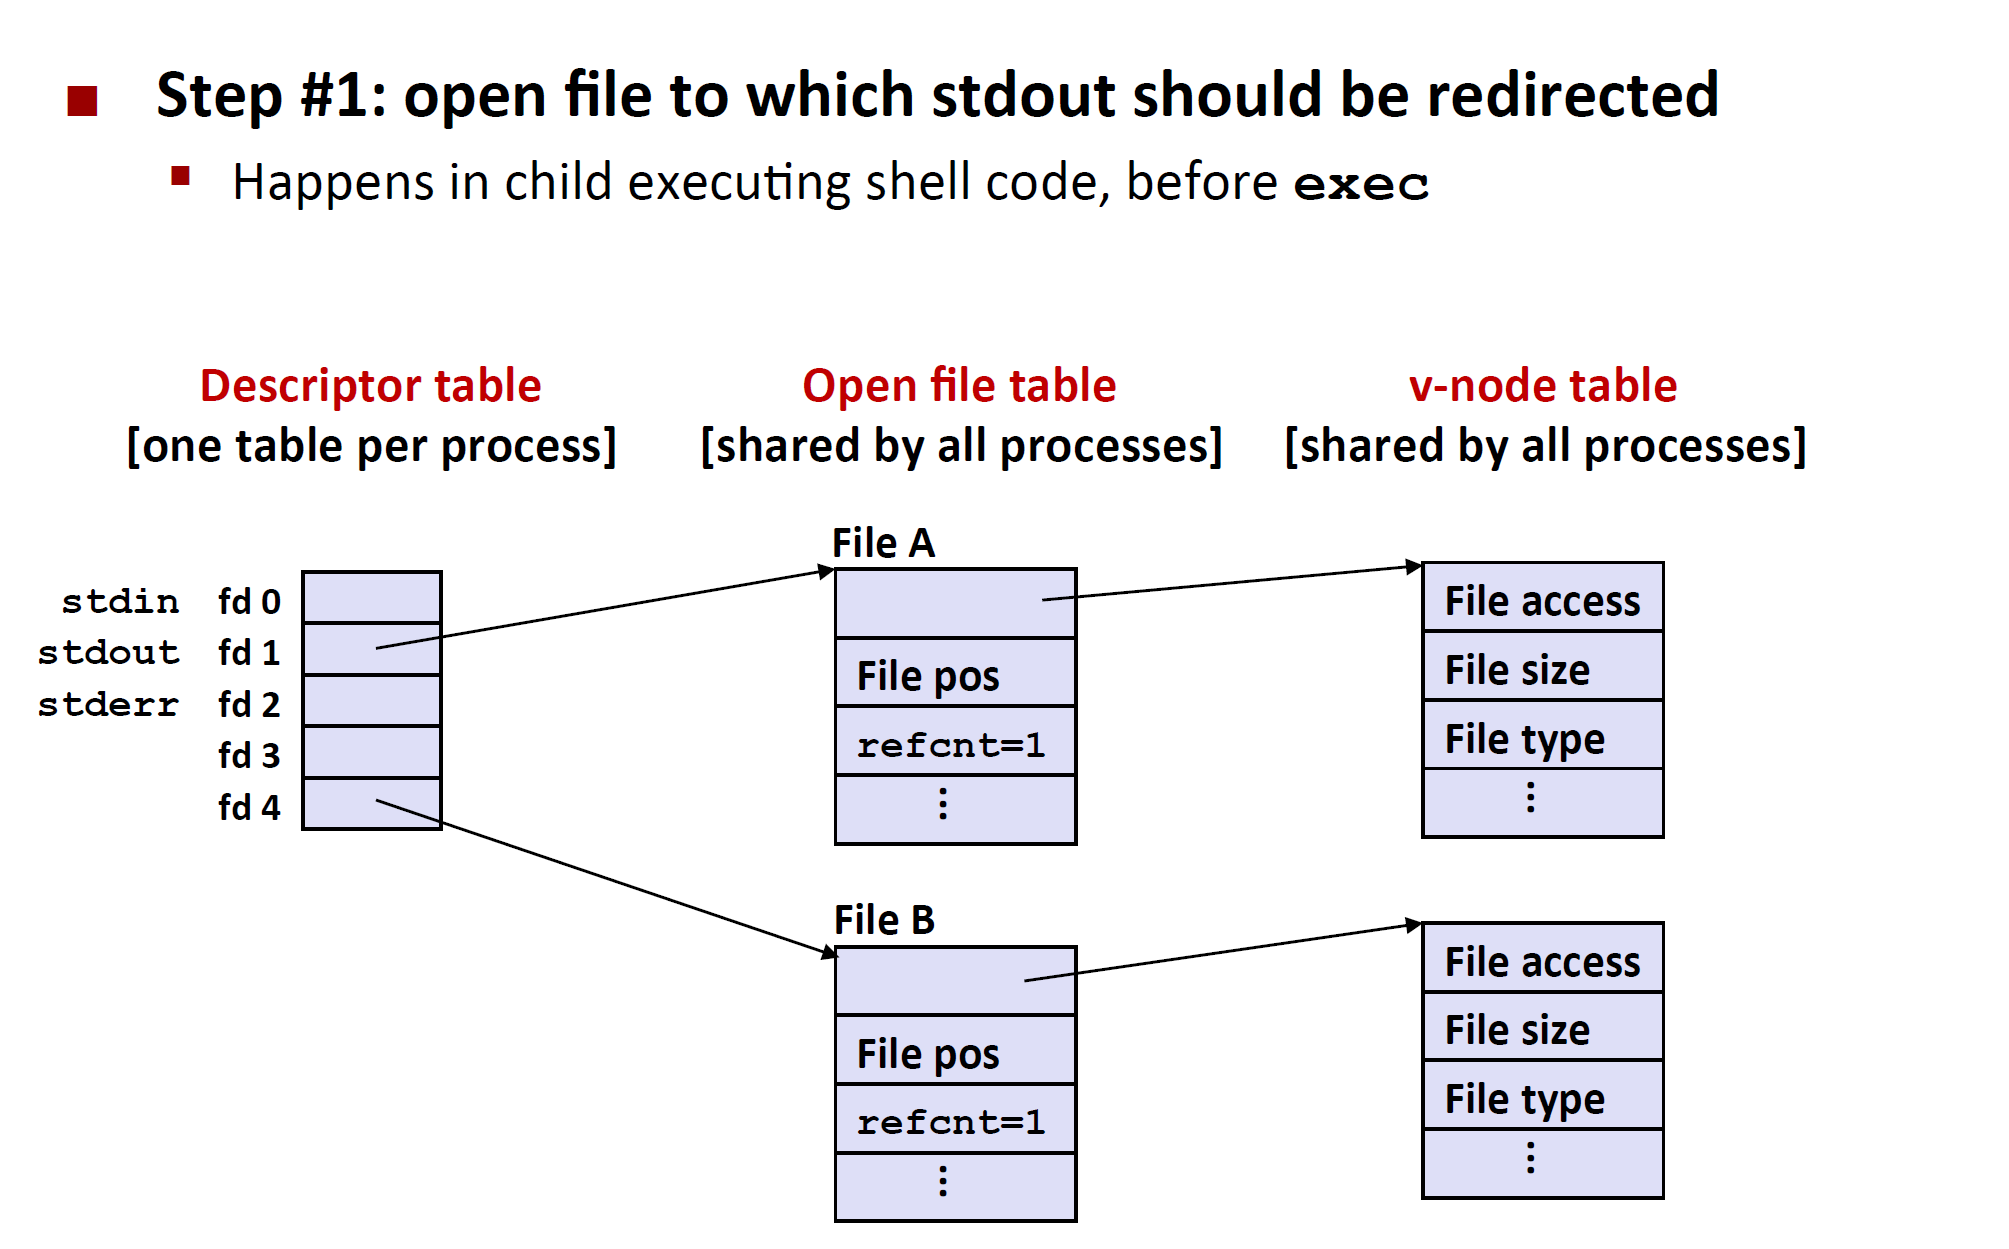 Step #1: open file to which stdout should be redirected
Happens in child executing shell code, before exec
Descriptor table
[one table per process]
Open file table
[shared by all processes]
v-node table
[shared by all processes]
stdin fd 0
stdout fd 1
stderr fd 2
fd 3
fd 4
File A
File pos
refcnt=1
⋮
File access
File size
File type
⋮
File B
File pos
refcnt=1
⋮
File access
File size
File type
⋮